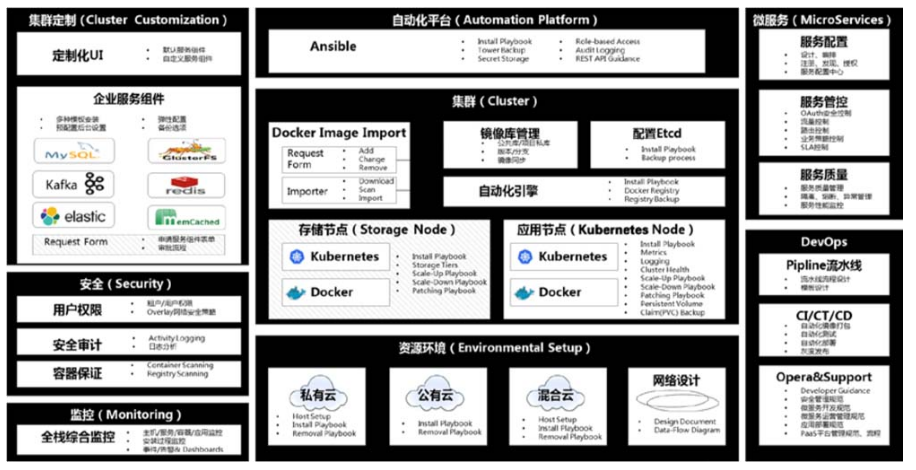 集群定制（Cluster Customization）
定制化UI
• 默认服务组件
• 自定义服务组件
企业服务组件
• 多种模板安装
• 预配置后台设置
• 弹性配置
• 备份选项
MySQL
GlusterFS
Kafka
redis
elastic
MemCached
Request Form
• 申请服务组件表单
• 审批流程
安全（Security）
用户权限
• 租户/用户权限
• Overlay网络安全策略
安全审计
• Activity Logging
• 日志分析
容器保证
• Container Scanning
• Registry Scanning
监控（Monitoring）
全栈综合监控
• 主机/服务/容器/应用监控
• 安装过程监控
• 事件/告警& Dashboards
自动化平台（Automation Platform）
Ansible
• Install Playbook
• Tower Backup
• Secret Storage
• Role-based Access
• Audit Logging
• REST API Guidance
集群（Cluster）
Docker Image Import
Request Form
• Add
• Change
• Remove
Importer
• Download
• Scan
• Import
镜像库管理
• 公共库/项目私库
• 版本/分支
• 镜像同步
配置Etcd
• Install Playbook
• Backup process
自动化引擎
• Install Playbook
• Docker Registry
• Registry Backup
存储节点（Storage Node）
Kubernetes
Docker
• Install Playbook
• Storage Tiers
• Scale-Up Playbook
• Scale-Down Playbook
• Patching Playbook
应用节点（Kubernetes Node）
Kubernetes
Docker
• Install Playbook
• Metrics
• Logging
• Cluster Health
• Scale-Up Playbook
• Scale-Down Playbook
• Patching Playbook
• Persistent Volume
• Claim(PVC) Backup
资源环境（Environmental Setup）
私有云
• Host Setup
• Install Playbook
• Removal Playbook
公有云
• Install Playbook
• Removal Playbook
混合云
• Host Setup
• Install Playbook
• Removal Playbook
网络设计
• Design Document
• Data-Flow Diagram
微服务（MicroServices）
服务配置
• 设计、编排
• 注册、发现、授权
• 服务配置中心
服务管控
• OAuth安全控制
• 流量控制
• 路由控制
• 业务策略控制
• SLA控制
服务质量
• 服务质量管理
• 隔离、熔断、异常管理
• 服务性能监控
DevOps
Pipline流水线
• 流水线流程设计
• 模板设计
CI/CT/CD
• 自动化镜像打包
• 自动化测试
• 自动化部署
• 灰度发布
Opera&Support
• Developer Guidance
• 安全管理规范
• 微服务开发规范
• 微服务运营管理规范
• 应用部署规范
• PaaS平台管理规范、流程